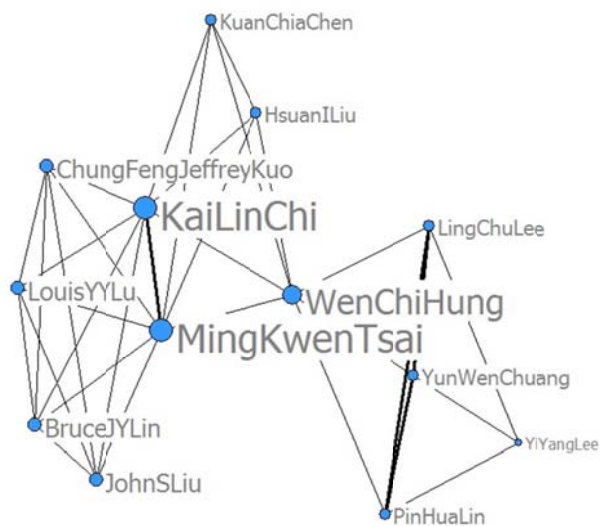 KuanChiaChen
HsuanILiu
ChungFengJeffreyKuo
KaiLinChi
LingChuLee
LouisYYLu
WenChiHung
MingKwenTsai
YunWenChuang
BruceJYLin
YiYangLee
JohnSLiu
PinHuaLin